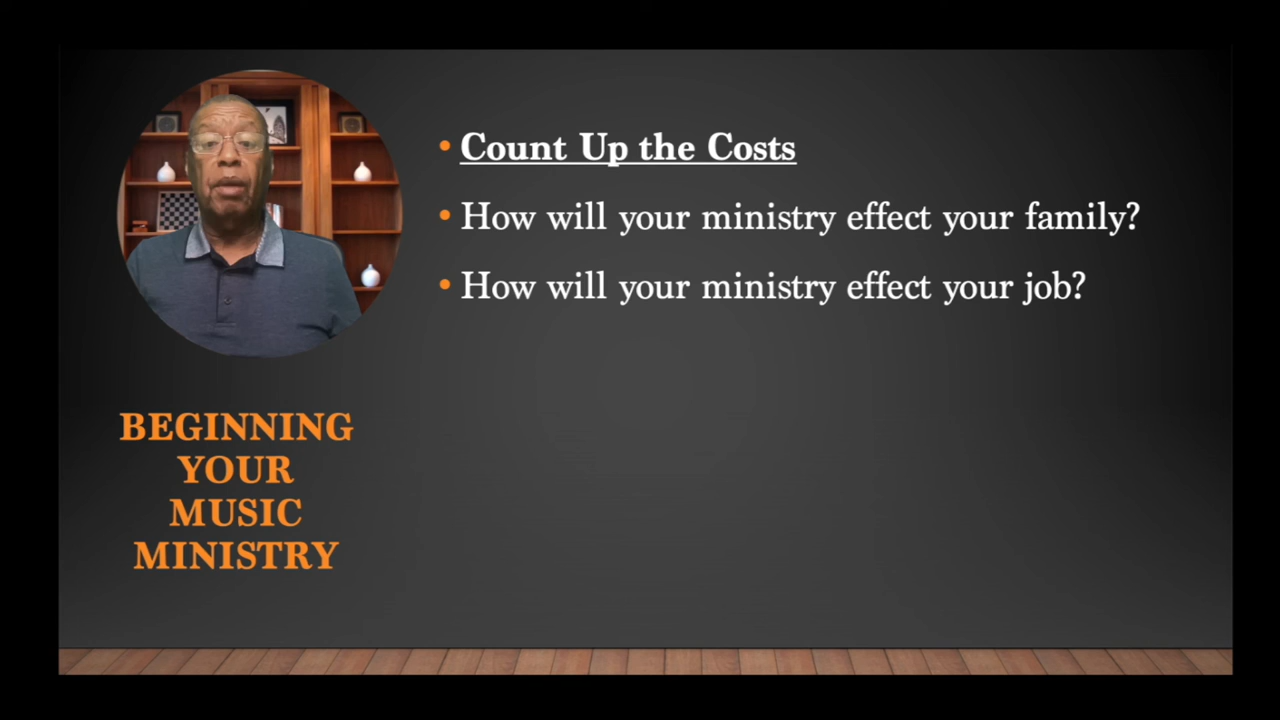 • Count Up the Costs
• How will your ministry effect your family?
• How will your ministry effect your job?
BEGINNING
YOUR
MUSIC
MINISTRY